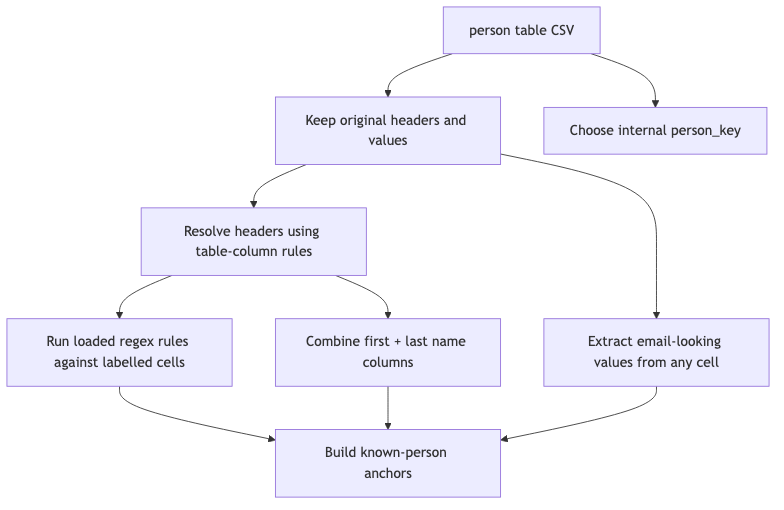 person table CSV
Keep original headers and
values
Choose internal person_key
Resolve headers using
table-column rules
Run loaded regex rules
against labelled cells
Combine first + last name
columns
Extract email-looking
values from any cell
Build known-person
anchors